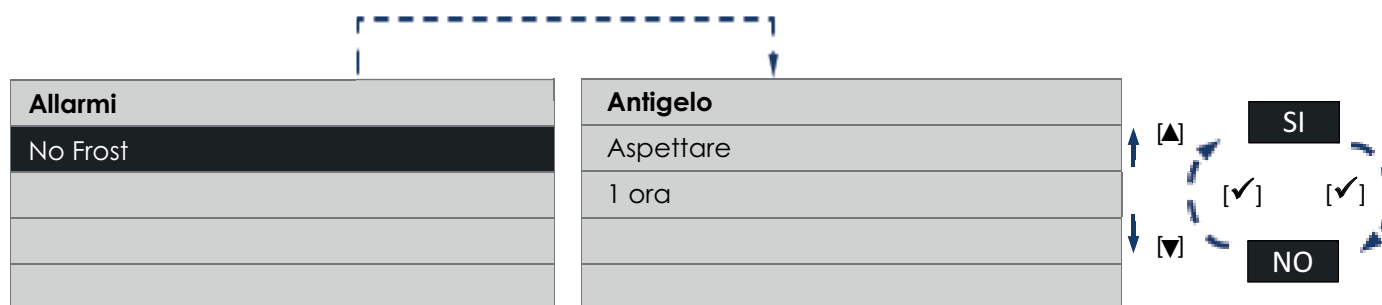 Allarmi
No Frost
Antigelo
Aspettare
1 ora
[▲]
[▼]
SI
[✓] [✓]
NO